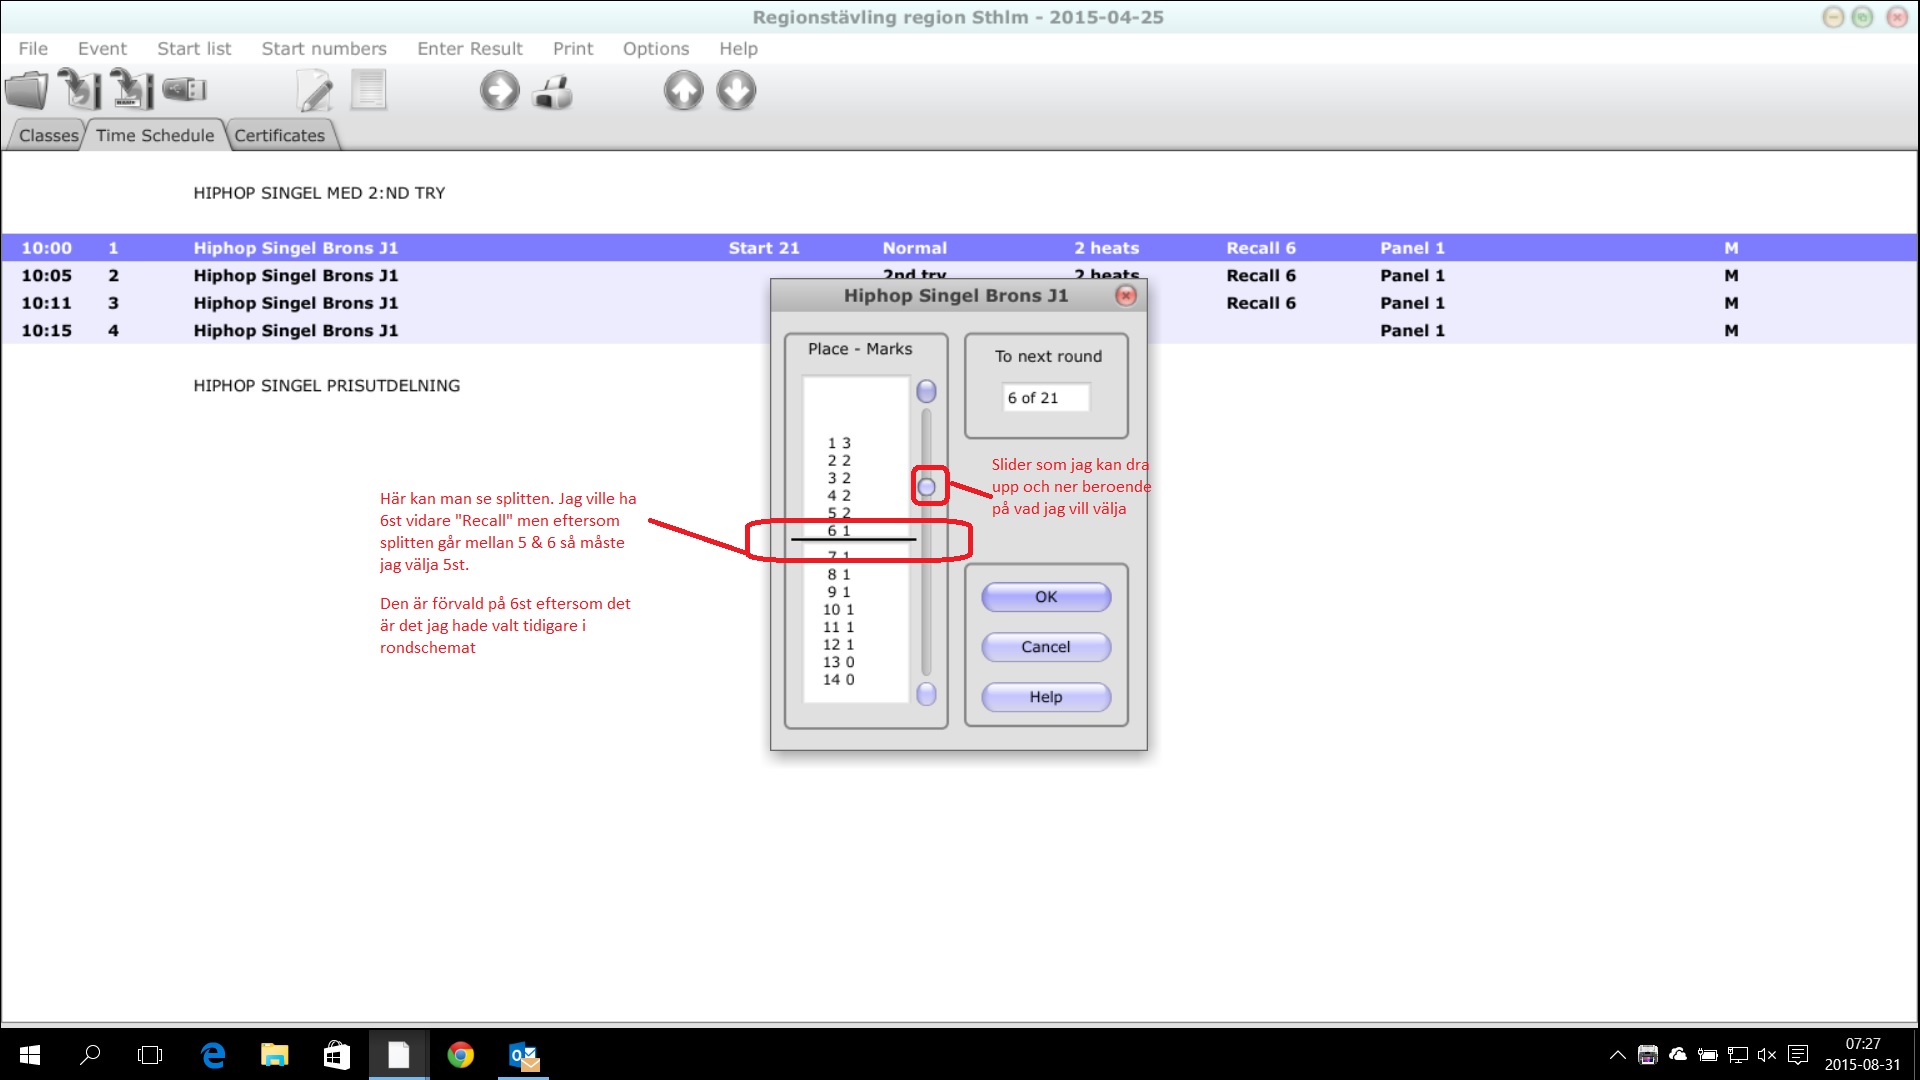 Regionstävling region Sthlm - 2015-04-25
File Event Start list Start numbers Enter Result Print Options Help
Classes Time Schedule Certificates
HIPHOP SINGEL MED 2:ND TRY
10:00 1 Hiphop Singel Brons J1 Start 21 Normal 2 heats Recall 6 Panel 1 M
10:05 2 Hiphop Singel Brons J1 2nd try 2 heats Recall 6 Panel 1 M
10:11 3 Hiphop Singel Brons J1 Recall 6 Panel 1 M
10:15 4 Hiphop Singel Brons J1 Panel 1 M
HIPHOP SINGEL PRISUTDELNING
Hiphop Singel Brons J1
Place - Marks
1 3
2 2
3 2
4 2
5 2
6 1
7 1
8 1
9 1
10 1
11 1
12 1
13 0
14 0
To next round
6 of 21
OK
Cancel
Help
Slider som jag kan dra
upp och ner beroende
på vad jag vill välja
Här kan man se splitten. Jag ville ha
6st vidare "Recall" men eftersom
splitten går mellan 5 & 6 så måste
jag välja 5st.
Den är förvald på 6st eftersom det
är det jag hade valt tidigare i
rondschemat
07:27
2015-08-31